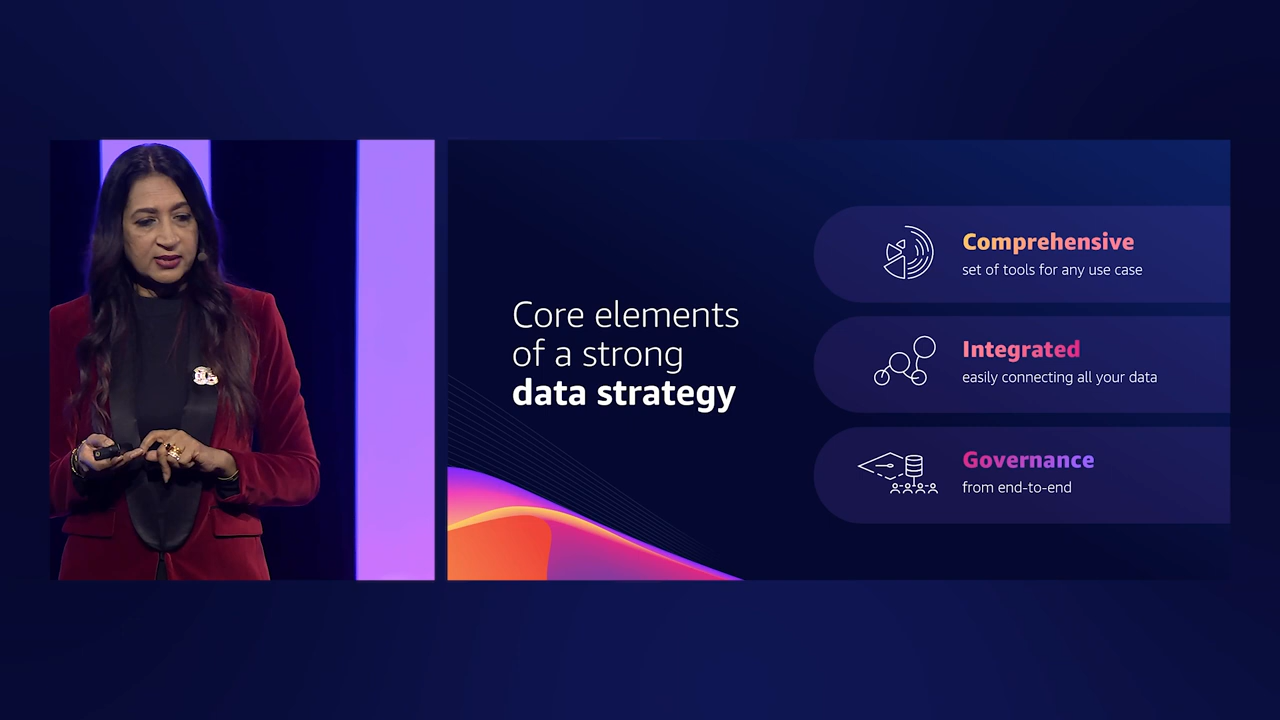 Core elements
of a strong
data strategy
Comprehensive
set of tools for any use case
Integrated
easily connecting all your data
Governance
from end-to-end